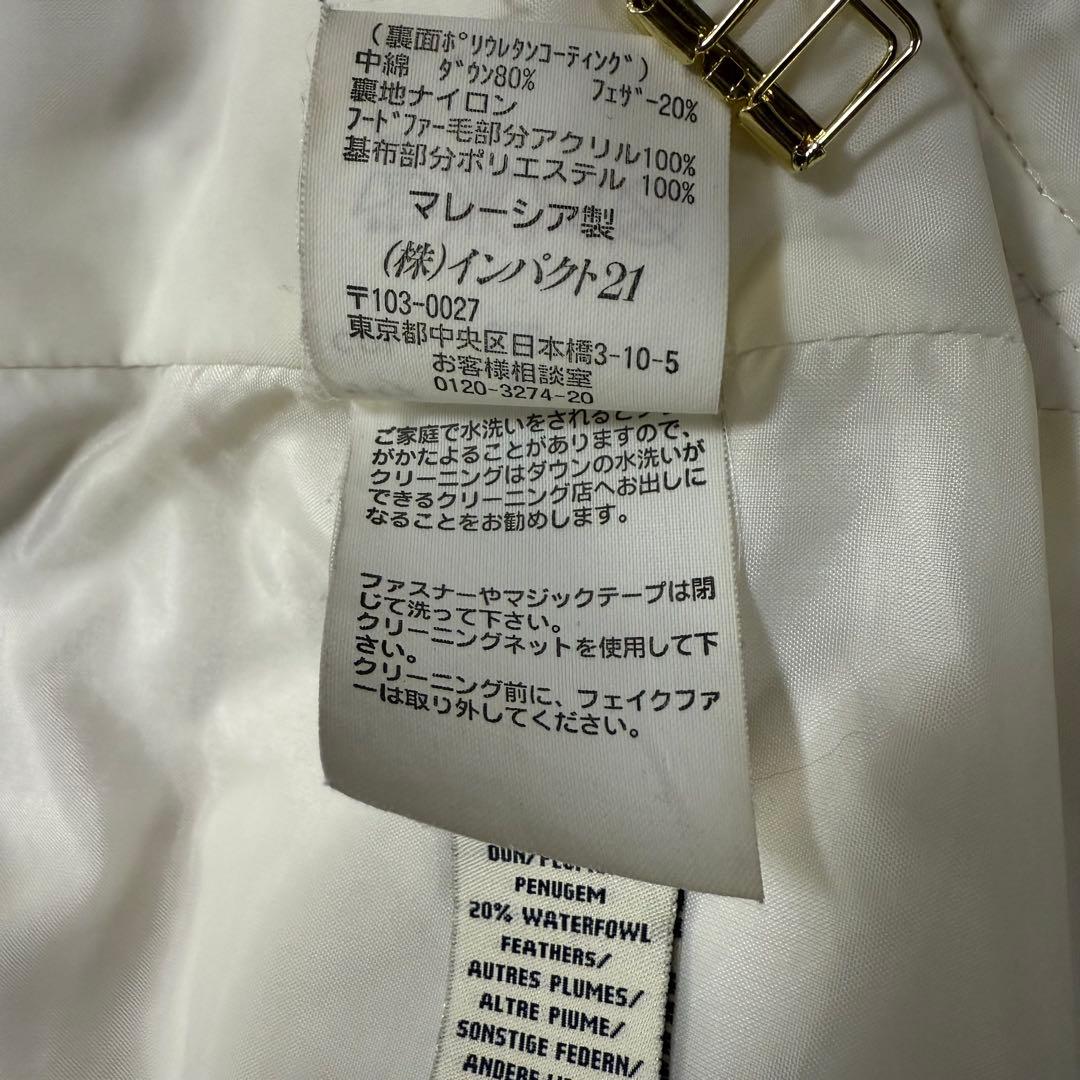 (裏面ﾎﾟﾘｳﾚﾀﾝｺｰﾃｨﾝｸﾞ)
中綿 ﾀﾞｳﾝ80% ﾌｪｻﾞｰ20%
裏地ナイロン
ﾌｰﾄﾞﾌｧｰ毛部分アクリル100%
基布部分ポリエステル 100%
マレーシア製
(株)インパクト21
〒103-0027
東京都中央区日本橋3-10-5
お客様相談室
0120-3274-20
ご家庭で水洗いをされると
がかたよることがありますので、
クリーニングはダウンの水洗いが
できるクリーニング店へお出しに
なることをお勧めします。
ファスナーやマジックテープは閉
じて洗って下さい。
クリーニングネットを使用して下
さい。
クリーニング前に、フェイクファ
ーは取り外してください。
PENUGEM
20% WATERFOWL
FEATHERS/
AUTRES PLUMES/
ALTRE PIUME/
SONSTIGE FEDERN/
ANDERE